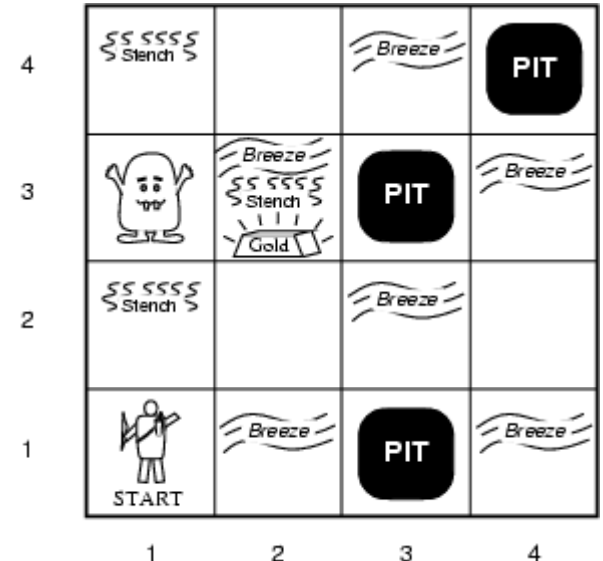 4
Stench
Breeze
PIT
3
Breeze
Stench
Gold
PIT
Breeze
2
Stench
Breeze
1
START
Breeze
PIT
Breeze
1 2 3 4